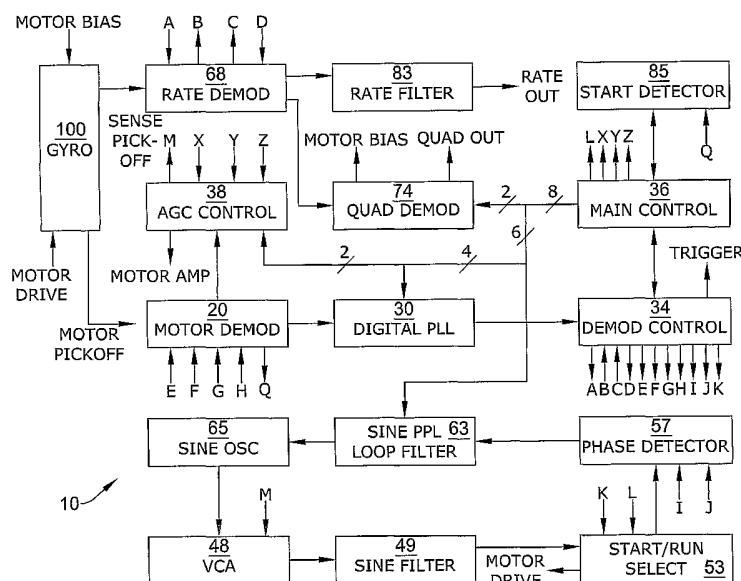 MOTOR BIAS
A B C D
68
RATE DEMOD
83
RATE FILTER
RATE
OUT
85
START DETECTOR
100
GYRO
SENSE
PICK-
OFF
M X Y Z
MOTOR BIAS QUAD OUT
L X Y Z
Q
38
AGC CONTROL
74
QUAD DEMOD
2
8
6
36
MAIN CONTROL
MOTOR
DRIVE
MOTOR AMP
2
4
TRIGGER
MOTOR
PICKOFF
20
MOTOR DEMOD
30
DIGITAL PLL
34
DEMOD CONTROL
E F G H Q
A B C D E F G H I J K
65
SINE OSC
SINE PPL 63
LOOP FILTER
57
PHASE DETECTOR
10
M
K L
I J
48
VCA
49
SINE FILTER
MOTOR
DRIVE
START/RUN
SELECT 53